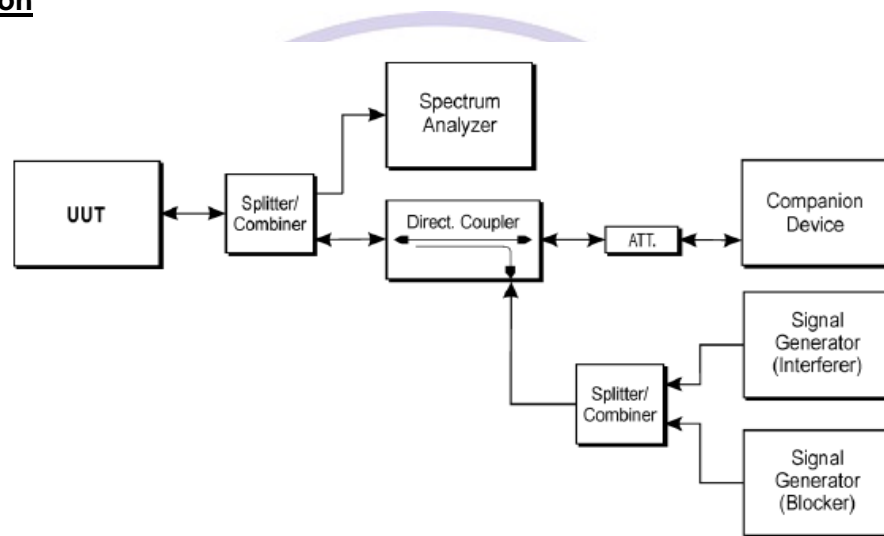 on
Spectrum
Analyzer
UUT
Splitter/
Combiner
Direct. Coupler
ATT.
Companion
Device
Signal
Generator
(Interferer)
Splitter/
Combiner
Signal
Generator
(Blocker)